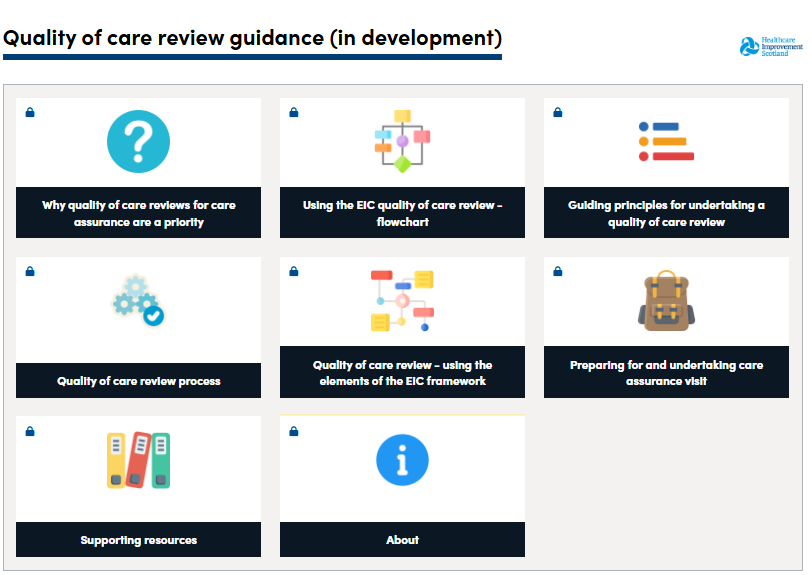 Quality of care review guidance (in development)
Healthcare
Improvement
Scotland
Why quality of care reviews for care
assurance are a priority
Using the EIC quality of care review -
flowchart
Guiding principles for undertaking a
quality of care review
Quality of care review process
Quality of care review - using the
elements of the EIC framework
Preparing for and undertaking care
assurance visit
Supporting resources
About